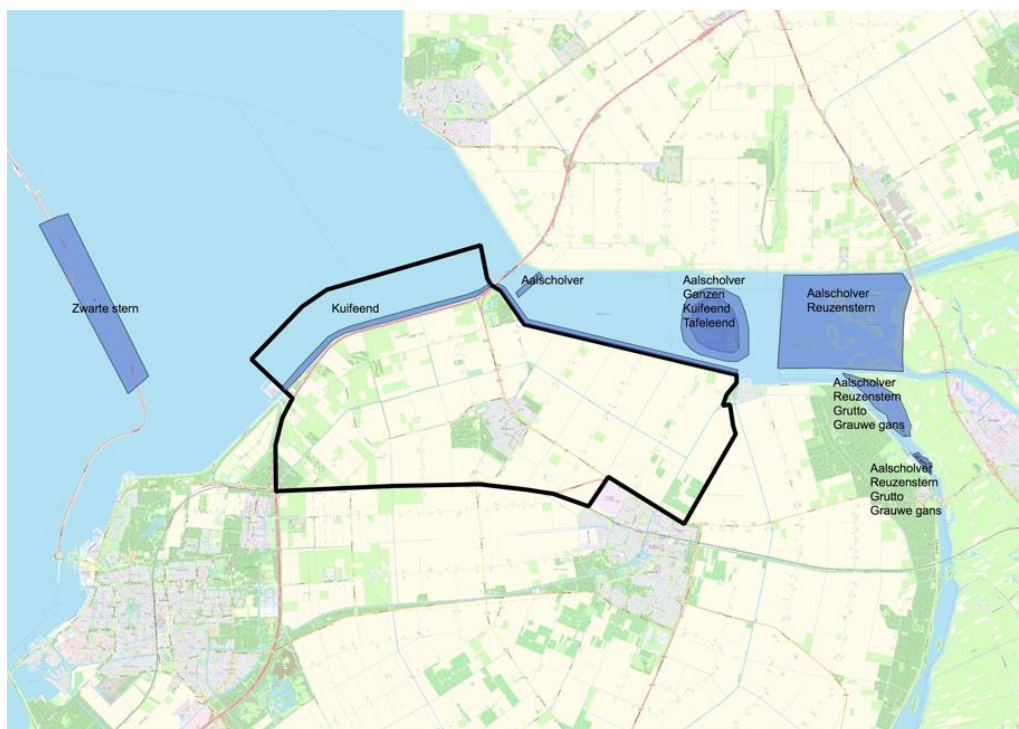 Zwarte stern
Kuifeend
Aalscholver
Aalscholver
Ganzen
Kuifeend
Tafeleend
Aalscholver
Reuzenstern
Aalscholver
Reuzenstern
Grutto
Grauwe gans
Aalscholver
Reuzenstern
Grutto
Grauwe gans